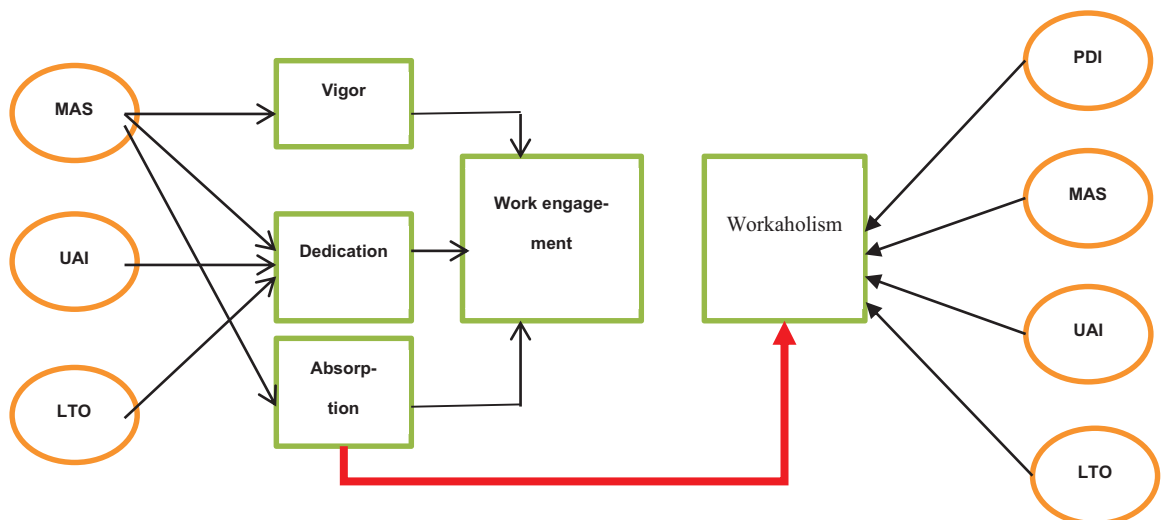 MAS
UAI
LTO
Vigor
Dedication
Absorp-
tion
Work engage-
ment
Workaholism
PDI
MAS
UAI
LTO